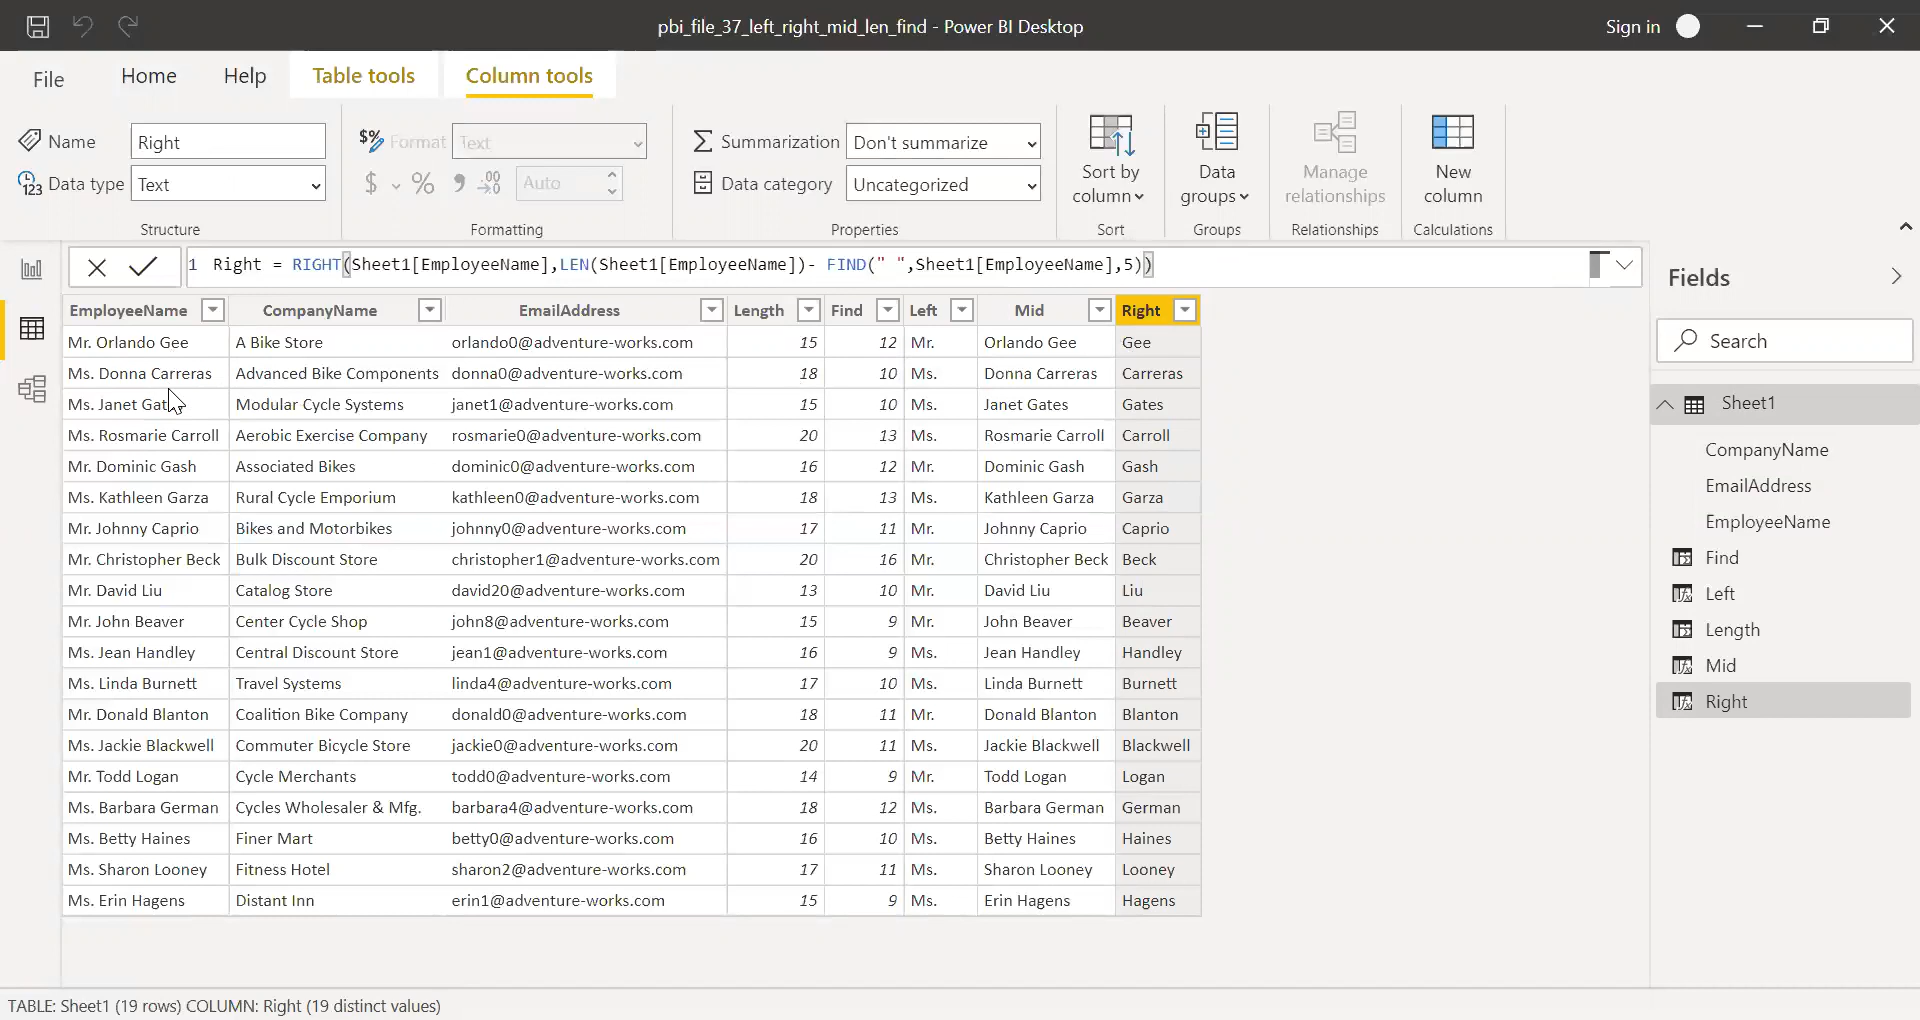 pbi_file_37_left_right_mid_len_find - Power BI Desktop
Sign in
File Home Help Table tools Column tools
Name Right
Data type Text
Structure
$% Format Text
$ % 9 .00 Auto
Formatting
Summarization Don't summarize
Data category Uncategorized
Properties
Sort by column
Sort
Data groups
Groups
Manage relationships
Relationships
New column
Calculations
1 Right = RIGHT(Sheet1[EmployeeName],LEN(Sheet1[EmployeeName])- FIND(" ",Sheet1[EmployeeName],5))
EmployeeName CompanyName EmailAddress Length Find Left Mid Right
Mr. Orlando Gee A Bike Store orlando0@adventure-works.com 15 12 Mr. Orlando Gee Gee
Ms. Donna Carreras Advanced Bike Components donna0@adventure-works.com 18 10 Ms. Donna Carreras Carreras
Ms. Janet Modular Cycle Systems janet1@adventure-works.com 15 10 Ms. Janet Gates Gates
Ms. Rosmarie Carroll Aerobic Exercise Company rosmarie0@adventure-works.com 20 13 Ms. Rosmarie Carroll Carroll
Mr. Dominic Gash Associated Bikes dominic0@adventure-works.com 16 12 Mr. Dominic Gash Gash
Ms. Kathleen Garza Rural Cycle Emporium kathleen0@adventure-works.com 18 13 Ms. Kathleen Garza Garza
Mr. Johnny Caprio Bikes and Motorbikes johnny0@adventure-works.com 17 11 Mr. Johnny Caprio Caprio
Mr. Christopher Beck Bulk Discount Store christopher1@adventure-works.com 20 16 Mr. Christopher Beck Beck
Mr. David Liu Catalog Store david20@adventure-works.com 13 10 Mr. David Liu Liu
Mr. John Beaver Center Cycle Shop john8@adventure-works.com 15 9 Mr. John Beaver Beaver
Ms. Jean Handley Central Discount Store jean1@adventure-works.com 16 9 Ms. Jean Handley Handley
Ms. Linda Burnett Travel Systems linda4@adventure-works.com 17 10 Ms. Linda Burnett Burnett
Mr. Donald Blanton Coalition Bike Company donald0@adventure-works.com 18 11 Mr. Donald Blanton Blanton
Ms. Jackie Blackwell Commuter Bicycle Store jackie0@adventure-works.com 20 11 Ms. Jackie Blackwell Blackwell
Mr. Todd Logan Cycle Merchants todd0@adventure-works.com 14 9 Mr. Todd Logan Logan
Ms. Barbara German Cycles Wholesaler & Mfg. barbara4@adventure-works.com 18 12 Ms. Barbara German German
Ms. Betty Haines Finer Mart betty0@adventure-works.com 16 10 Ms. Betty Haines Haines
Ms. Sharon Looney Fitness Hotel sharon2@adventure-works.com 17 11 Ms. Sharon Looney Looney
Ms. Erin Hagens Distant Inn erin1@adventure-works.com 15 9 Ms. Erin Hagens Hagens
Fields
Search
Sheet1
CompanyName
EmailAddress
EmployeeName
Find
Left
Length
Mid
Right
TABLE: Sheet1 (19 rows) COLUMN: Right (19 distinct values)